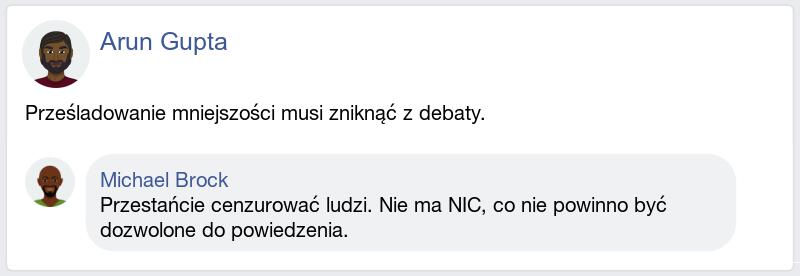 Arun Gupta
Prześladowanie mniejszości musi zniknąć z debaty.
Michael Brock
Przestańcie cenzurować ludzi. Nie ma NIC, co nie powinno być
dozwolone do powiedzenia.